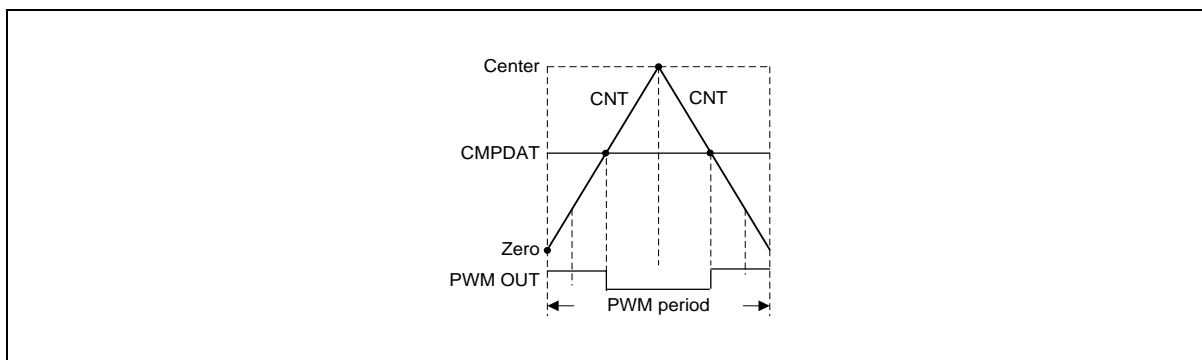 Center
CNT CNT
CMPDAT
Zero
PWM OUT
PWM period